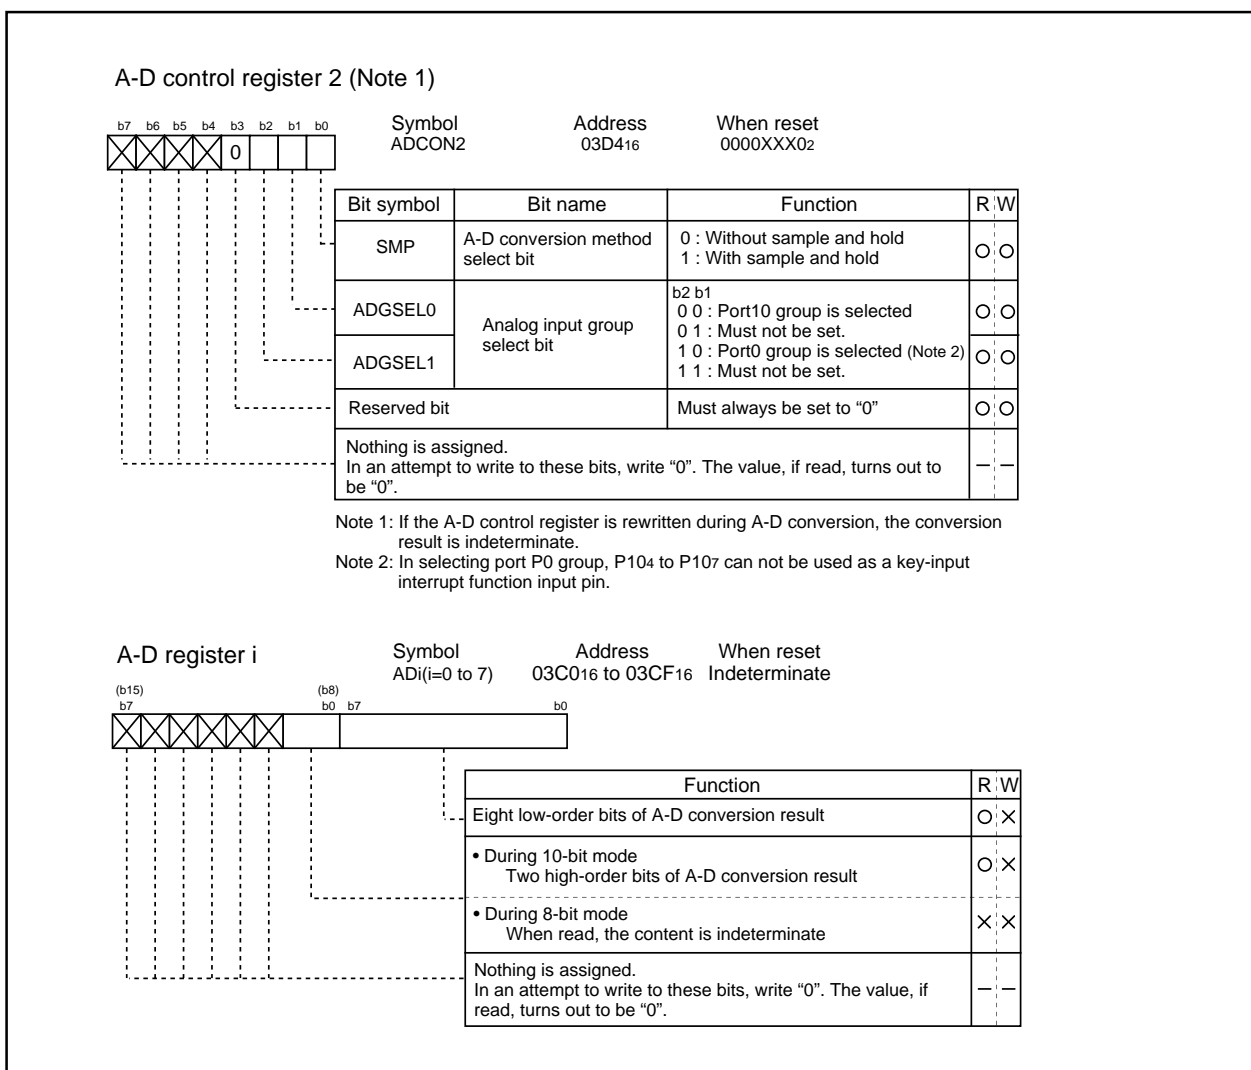 A-D control register 2 (Note 1)
b7 b6 b5 b4 b3 b2 b1 b0
0
Symbol Address When reset
ADCON2 03D416 0000XXX02
Bit symbol Bit name Function R W
SMP A-D conversion method select bit 0 : Without sample and hold
1 : With sample and hold
ADGSEL0
ADGSEL1
Analog input group
select bit
b2 b1
0 0 : Port10 group is selected
0 1 : Must not be set.
1 0 : Port0 group is selected (Note 2)
1 1 : Must not be set.
Reserved bit Must always be set to “0”
Nothing is assigned.
In an attempt to write to these bits, write “0”. The value, if read, turns out to
be “0”.
Note 1: If the A-D control register is rewritten during A-D conversion, the conversion
result is indeterminate.
Note 2: In selecting port P0 group, P104 to P107 can not be used as a key-input
interrupt function input pin.
A-D register i
Symbol Address When reset
ADi(i=0 to 7) 03C016 to 03CF16 Indeterminate
(b15) (b8)
b7 b0 b7 b0
Function R W
Eight low-order bits of A-D conversion result
• During 10-bit mode
Two high-order bits of A-D conversion result
• During 8-bit mode
When read, the content is indeterminate
Nothing is assigned.
In an attempt to write to these bits, write “0”. The value, if
read, turns out to be “0”.